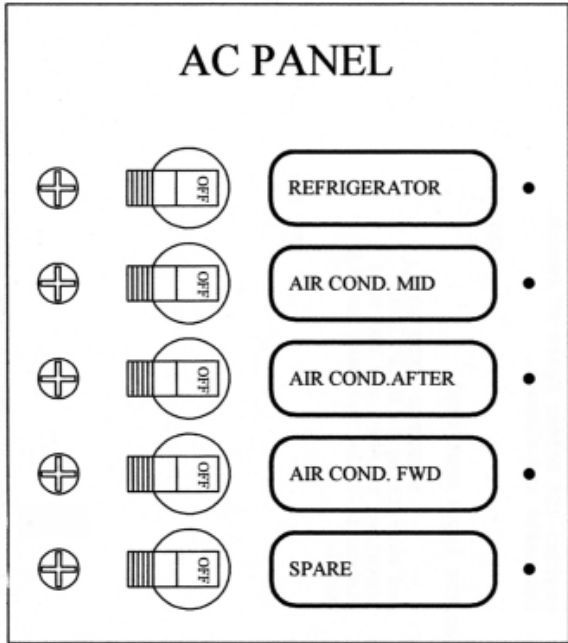 AC PANEL
OFF REFRIGERATOR
OFF AIR COND. MID
OFF AIR COND.AFTER
OFF AIR COND. FWD
OFF SPARE